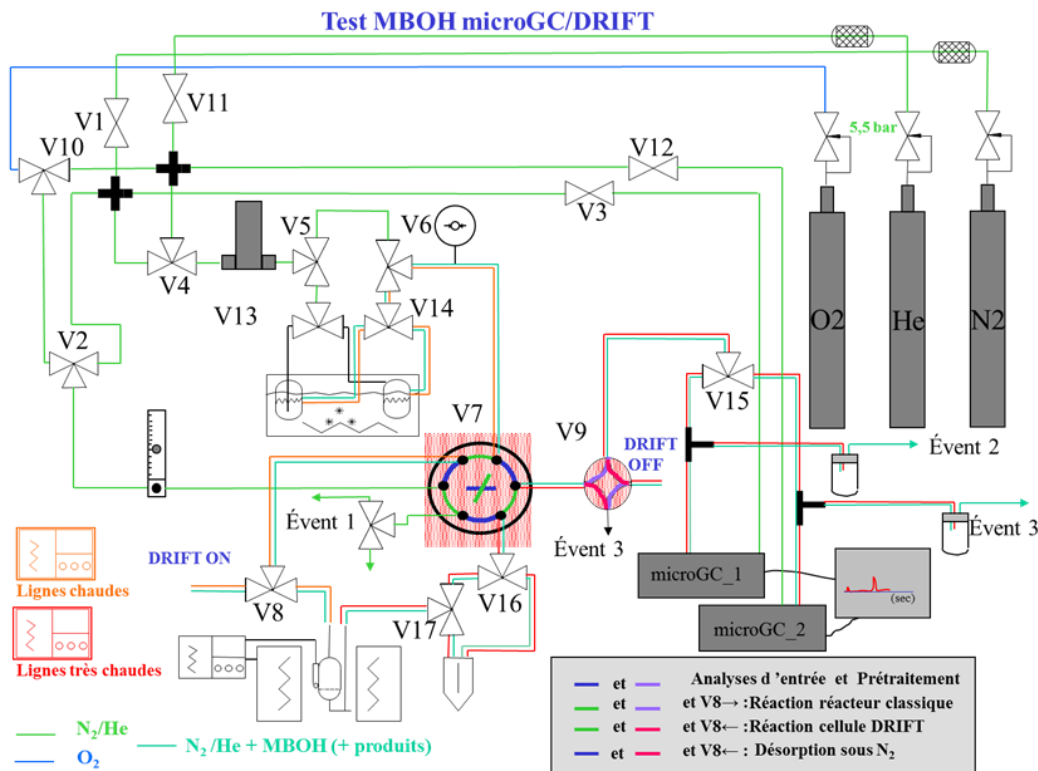 Test MBOH microGC/DRIFT
V1
V11
5,5 bar
V10
V12
V3
V5
V6
V4
V13
V14
O2
He
N2
V2
V15
V7
V9
DRIFT
OFF
Évent 2
Évent 1
Évent 3
Évent 3
DRIFT ON
microGC_1
(sec)
Lignes chaudes
V8
V16
V17
microGC_2
Lignes très chaudes
et Analyses d ’entrée et Prétraitement
et et V8→ :Réaction réacteur classique
et et V8← :Réaction cellule DRIFT
et et V8← : Désorption sous N2
N2/He
N2 /He + MBOH (+ produits)
O2